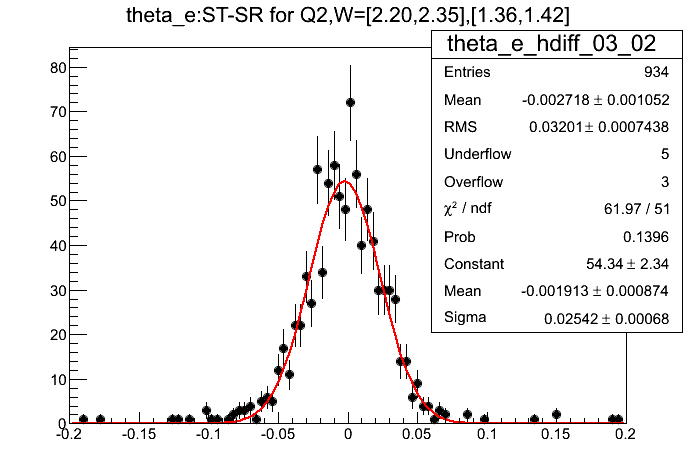 theta_e:ST-SR for Q2,W=[2.20,2.35],[1.36,1.42]
theta_e_hdiff_03_02
Entries 934
Mean -0.002718 ± 0.001052
RMS 0.03201± 0.0007438
Underflow 5
Overflow 3
χ² / ndf 61.97 / 51
Prob 0.1396
Constant 54.34 ± 2.34
Mean -0.001913 ± 0.000874
Sigma 0.02542 ± 0.00068
80
70
60
50
40
30
20
10
0
-0.2 -0.15 -0.1 -0.05 0 0.05 0.1 0.15 0.2